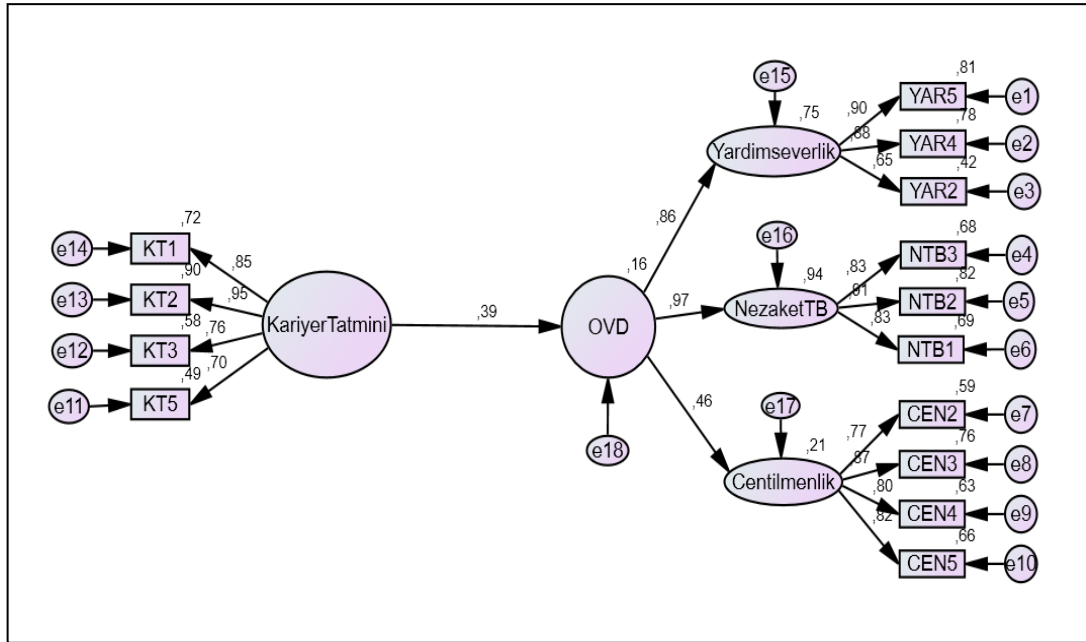 e15
,81
YAR5
e1
,75
,90
,78
YAR4
e2
Yardimseverlik
,88
,42
YAR2
e3
,65
,86
e16
,68
NTB3
e4
,94
,83
,82
NTB2
e5
NezaketTB
,91
,69
NTB1
e6
,83
,97
,72
e14
KT1
,85
,90
e13
KT2
,95
,58
e12
KT3
,76
,49
e11
KT5
,70
KariyerTatmini
,39
,16
OVD
e18
,46
e17
,59
CEN2
e7
,21
,77
,76
CEN3
e8
Centilmenlik
,87
,63
CEN4
e9
,80
,66
CEN5
e10
,82